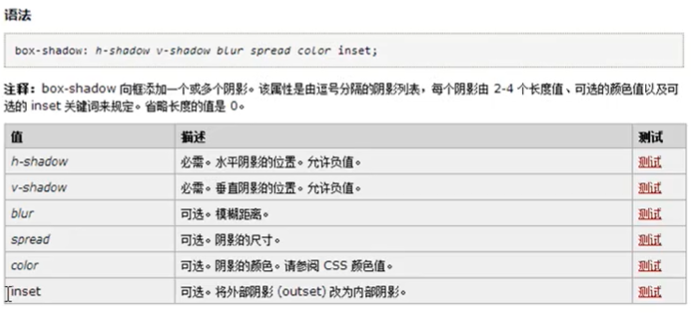 语法
box-shadow: h-shadow v-shadow blur spread color inset;
注释：box-shadow 向框添加一个或多个阴影。该属性是由逗号分隔的阴影列表，每个阴影由 2-4 个长度值、可选的颜色值以及可
选的 inset 关键词来规定。省略长度的值是 0。
值 描述 测试
h-shadow 必需。水平阴影的位置。允许负值。 测试
v-shadow 必需。垂直阴影的位置。允许负值。 测试
blur 可选。模糊距离。 测试
spread 可选。阴影的尺寸。 测试
color 可选。阴影的颜色。请参阅 CSS 颜色值。 测试
inset 可选。将外部阴影 (outset) 改为内部阴影。 测试